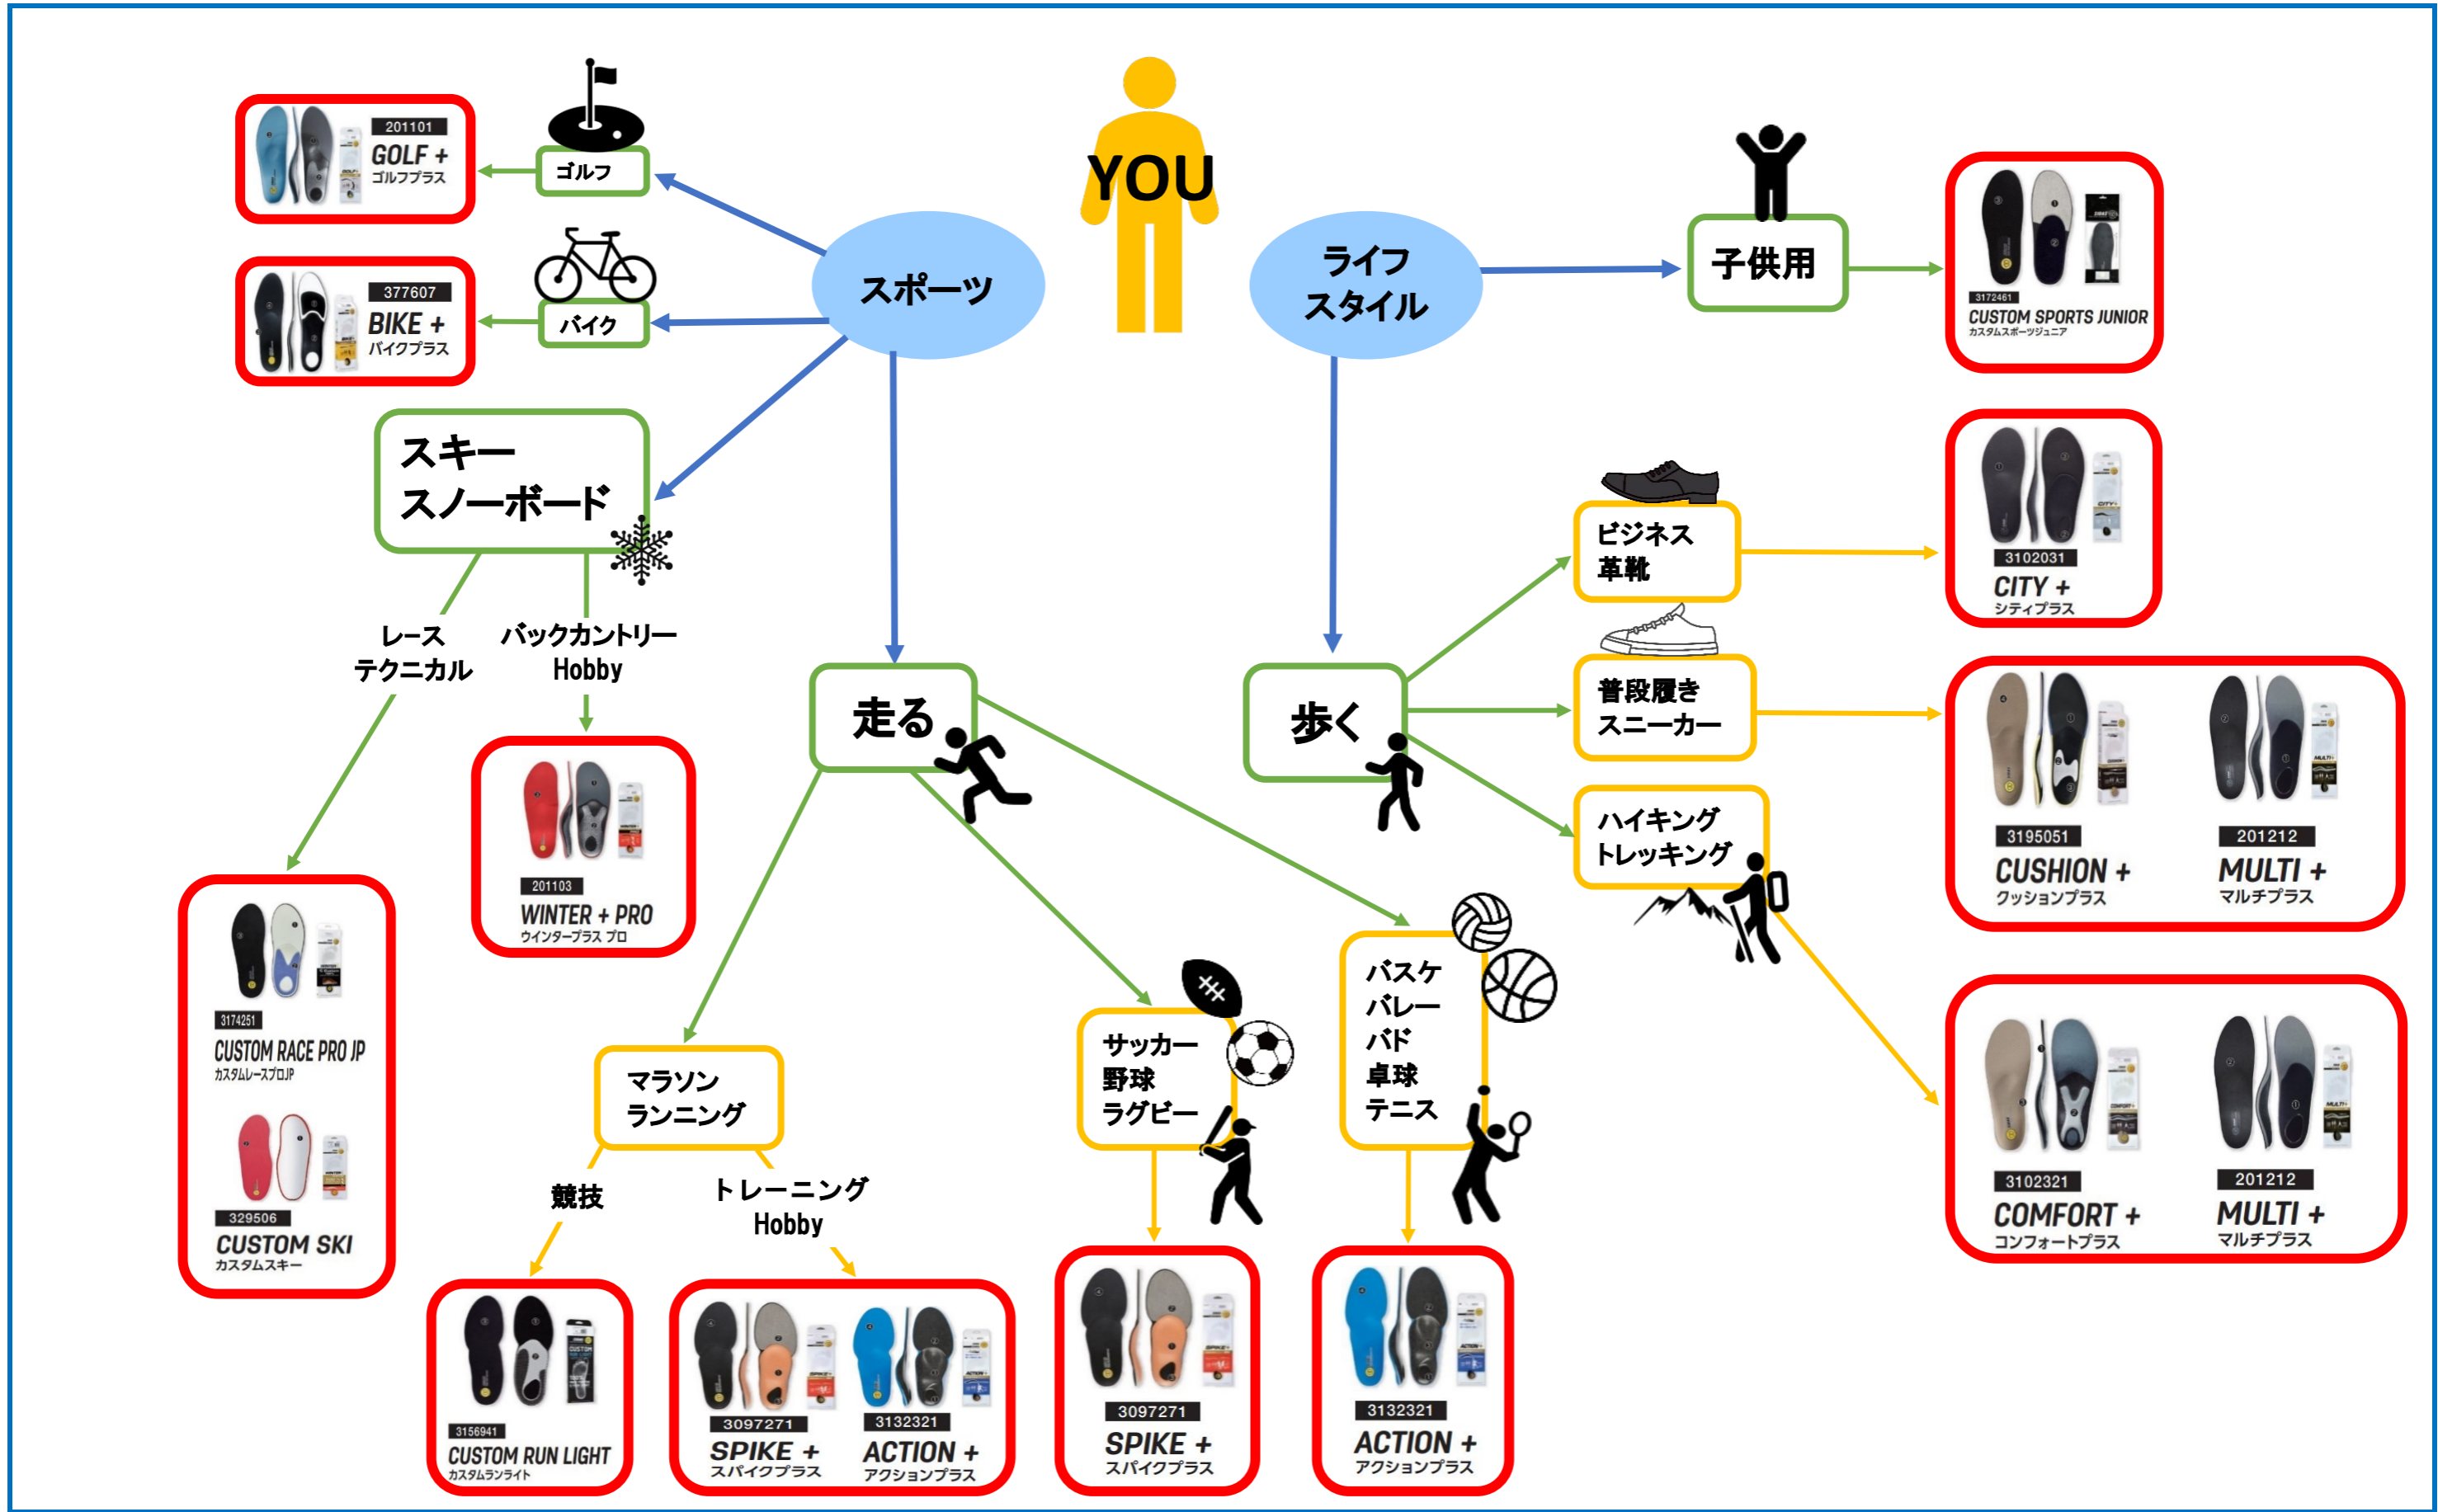 YOU
スポーツ
ライフ
スタイル
ゴルフ
201101
GOLF +
ゴルフプラス
バイク
377607
BIKE +
バイクプラス
スキー
スノーボード
レース
テクニカル
バックカントリー
Hobby
3174251
CUSTOM RACE PRO JP
カスタムレースプロJP
329506
CUSTOM SKI
カスタムスキー
201103
WINTER + PRO
ウインタープラス プロ
走る
マラソン
ランニング
競技
トレーニング
Hobby
3156941
CUSTOM RUN LIGHT
カスタムランライト
3097271
SPIKE +
スパイクプラス
3132321
ACTION +
アクションプラス
サッカー
野球
ラグビー
3097271
SPIKE +
スパイクプラス
バスケ
バレー
バド
卓球
テニス
3132321
ACTION +
アクションプラス
子供用
3172461
CUSTOM SPORTS JUNIOR
カスタムスポーツジュニア
歩く
ビジネス
革靴
3102031
CITY +
シティプラス
普段履き
スニーカー
3195051
CUSHION +
クッションプラス
201212
MULTI +
マルチプラス
ハイキング
トレッキング
3102321
COMFORT +
コンフォートプラス
201212
MULTI +
マルチプラス